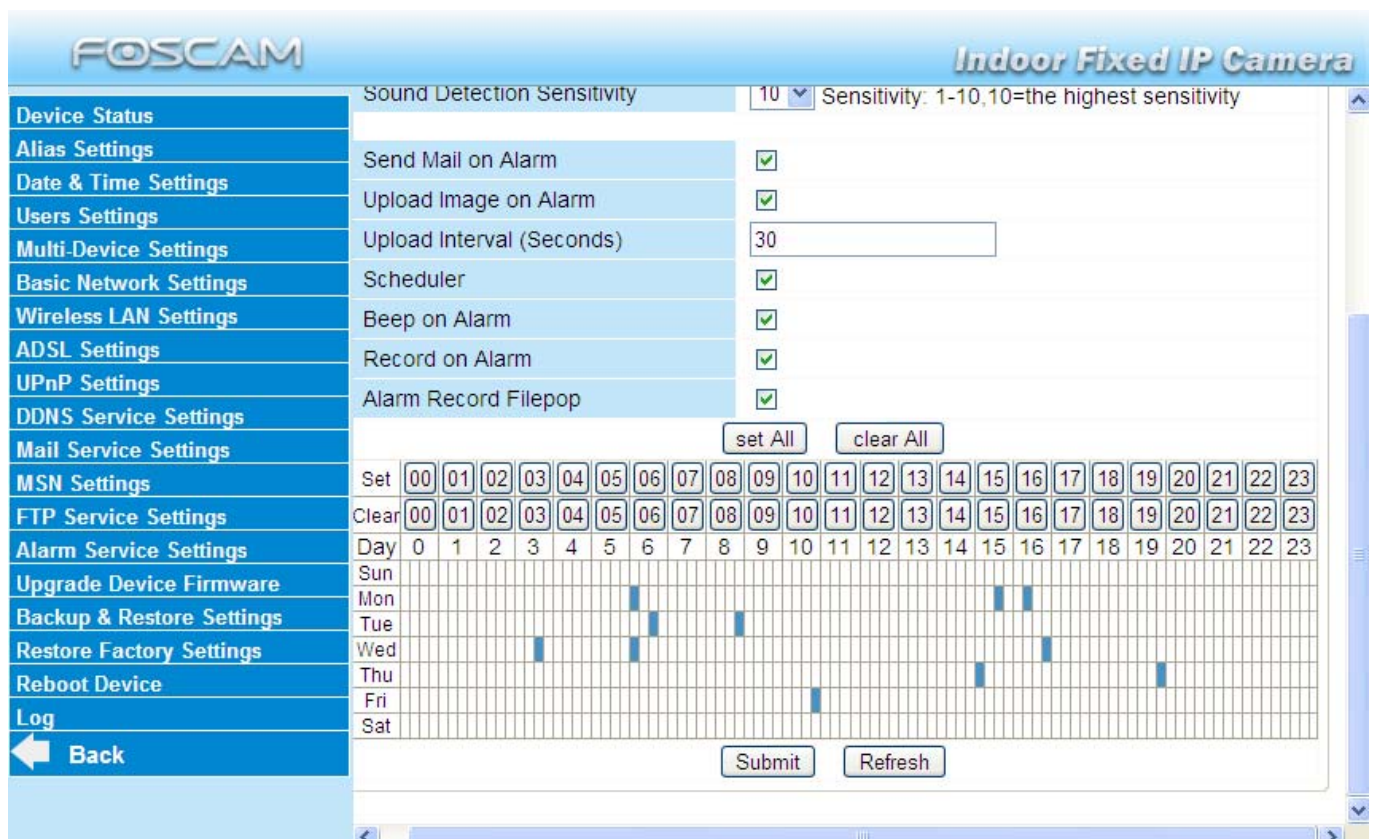 FOSCAM
Indoor Fixed IP Camera
Device Status
Alias Settings
Date & Time Settings
Users Settings
Multi-Device Settings
Basic Network Settings
Wireless LAN Settings
ADSL Settings
UPnP Settings
DDNS Service Settings
Mail Service Settings
MSN Settings
FTP Service Settings
Alarm Service Settings
Upgrade Device Firmware
Backup & Restore Settings
Restore Factory Settings
Reboot Device
Log
Back
Sound Detection Sensitivity 10 Sensitivity: 1-10,10=the highest sensitivity
Send Mail on Alarm
Upload Image on Alarm
Upload Interval (Seconds) 30
Scheduler
Beep on Alarm
Record on Alarm
Alarm Record Filepop
set All clear All
Set 00 01 02 03 04 05 06 07 08 09 10 11 12 13 14 15 16 17 18 19 20 21 22 23
Clear 00 01 02 03 04 05 06 07 08 09 10 11 12 13 14 15 16 17 18 19 20 21 22 23
Day 0 1 2 3 4 5 6 7 8 9 10 11 12 13 14 15 16 17 18 19 20 21 22 23
Sun
Mon
Tue
Wed
Thu
Fri
Sat
Submit Refresh